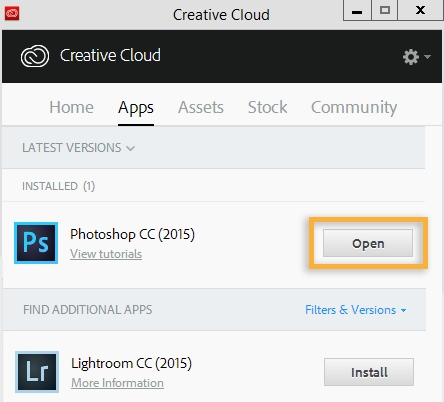 Creative Cloud
Creative Cloud
Home Apps Assets Stock Community
LATEST VERSIONS
INSTALLED (1)
Ps Photoshop CC (2015) Open
View tutorials
FIND ADDITIONAL APPS Filters & Versions
Lr Lightroom CC (2015) Install
More Information